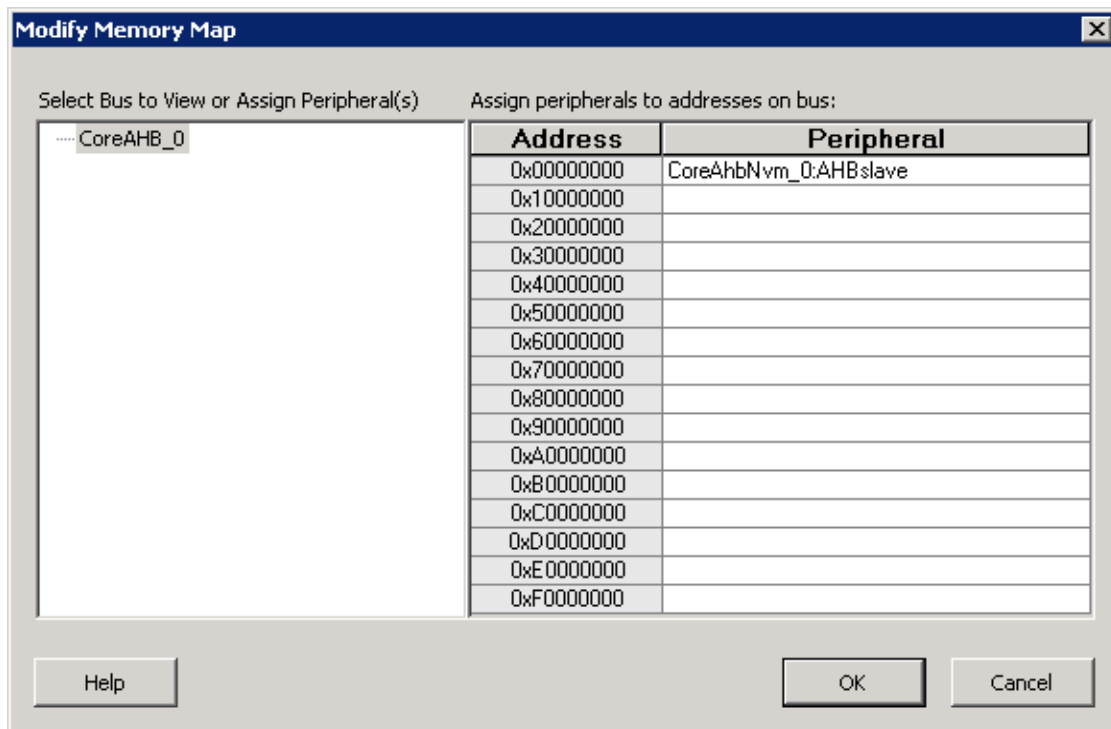 Modify Memory Map
Select Bus to View or Assign Peripheral(s)
CoreAHB_0
Assign peripherals to addresses on bus:
Address Peripheral
0x00000000 CoreAhbNvm_0:AHBslave
0x10000000
0x20000000
0x30000000
0x40000000
0x50000000
0x60000000
0x70000000
0x80000000
0x90000000
0xA0000000
0xB0000000
0xC0000000
0xD0000000
0xE0000000
0xF0000000
Help OK Cancel